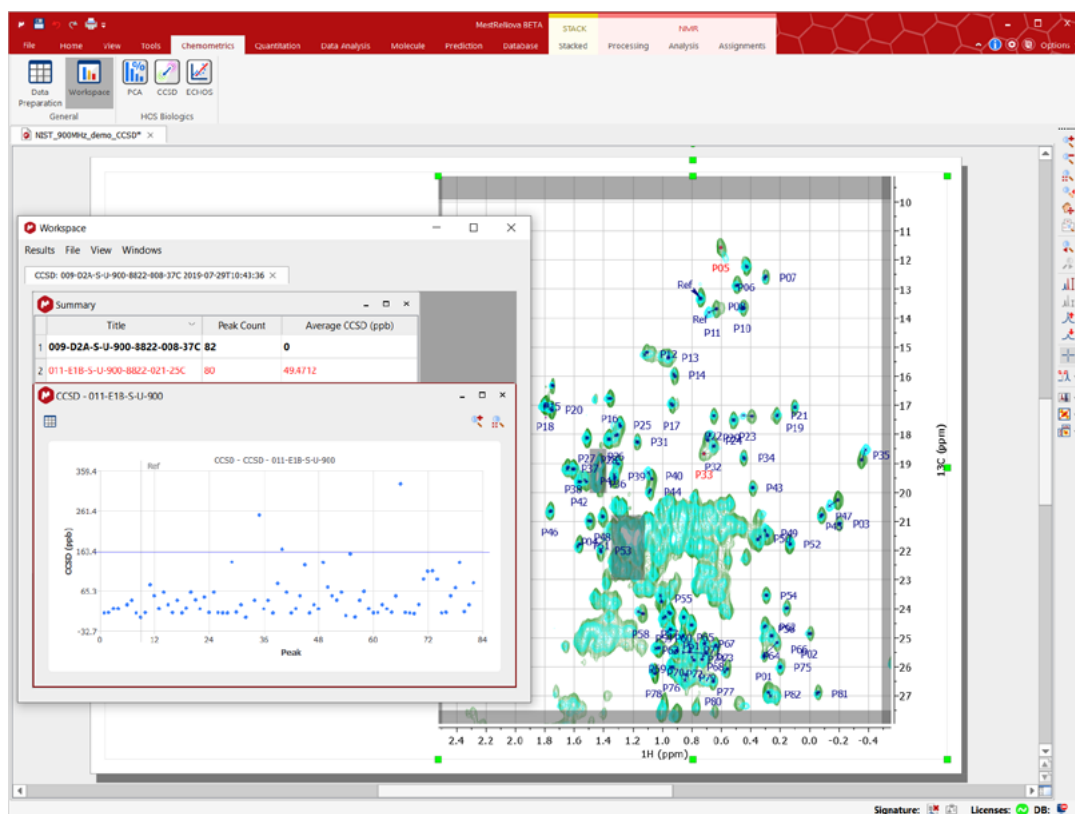 MestReNova BETA
STACK
NMR
File Home View Tools Chemometrics Quantitation Data Analysis Molecule Prediction Database Stacked Processing Analysis Assignments Options
Data Preparation
Workspace
PCA CCSD ECHOS
General HOS Biologics
NIST_900MHz_demo_CCSD*
Workspace
Results File View Windows
CCSD: 009-D2A-S-U-900-8822-008-37C 2019-07-29T10:43:36
Summary
Title Peak Count Average CCSD (ppb)
1 009-D2A-S-U-900-8822-008-37C 82 0
2 011-E1B-S-U-900-8822-021-25C 80 49.4712
CCSD - 011-E1B-S-U-900
CCSD - CCSD - 011-E1B-S-U-900
Ref
359.4
261.4
163.4
65.3
-32.7
CCSD (ppb)
0 12 24 36 48 60 72 84
Peak
P05
P07
P06
Ref
Ref
P11
P10
P12 P13
P14
P20
P18
P16
P25
P17
P21
P19
P31
P34
P35
P32
P33
P39
P40
P44
P43
P38
P42
P46
P47
P03
P48
P53
P49
P52
P55
P54
P58
P66
P02
P67
P64
P75
P01
P82
P81
P78
P76
P77
P80
10
11
12
13
14
15
16
17
18
19
20
21
22
23
24
25
26
27
13C (ppm)
2.4 2.2 2.0 1.8 1.6 1.4 1.2 1.0 0.8 0.6 0.4 0.2 0.0 -0.2 -0.4
1H (ppm)
Signature: Licenses: DB: